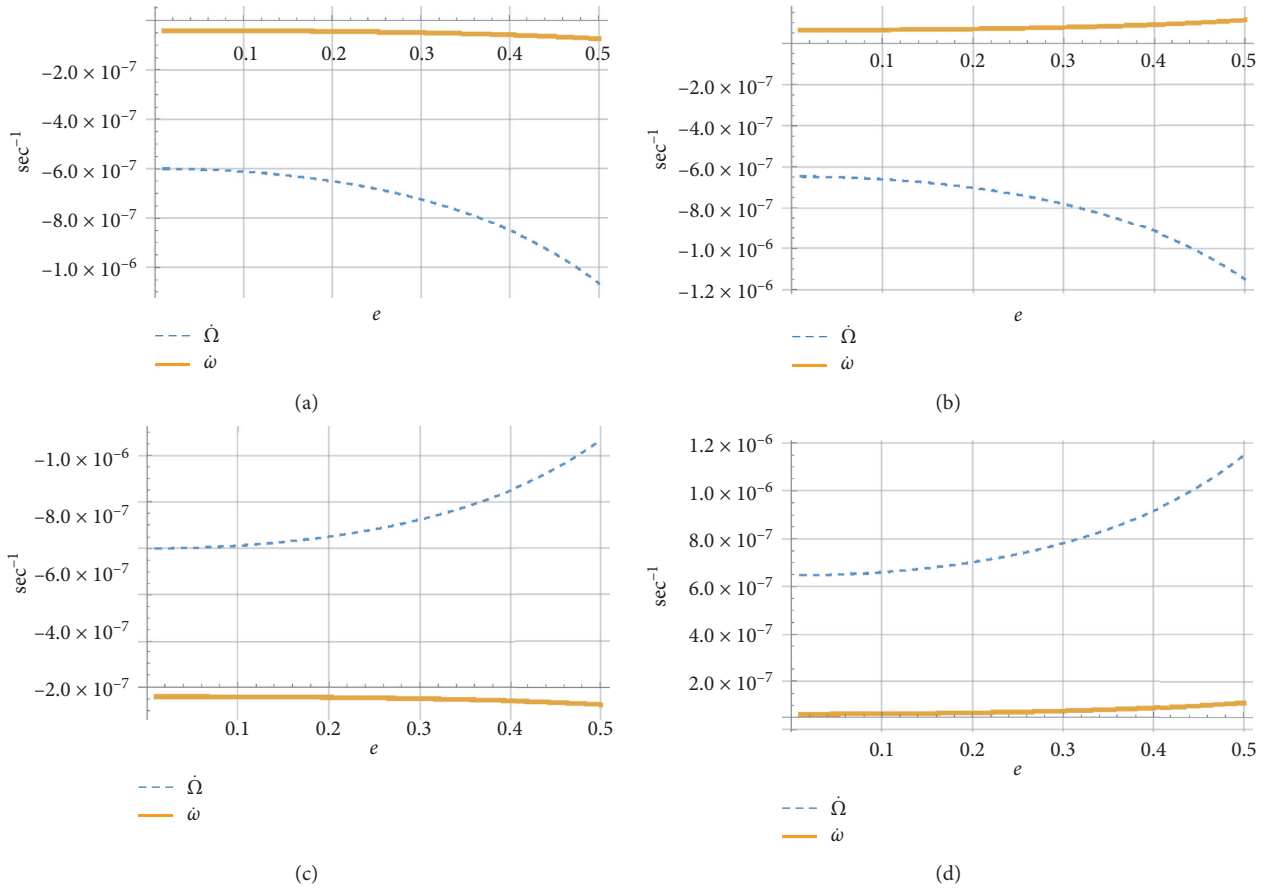 0.1 0.2 0.3 0.4 0.5
−2.0 × 10⁻⁷
−4.0 × 10⁻⁷
−6.0 × 10⁻⁷
−8.0 × 10⁻⁷
−1.0 × 10⁻⁶
sec⁻¹
e
Ω̇
ω̇
(a)
0.1 0.2 0.3 0.4 0.5
−2.0 × 10⁻⁷
−4.0 × 10⁻⁷
−6.0 × 10⁻⁷
−8.0 × 10⁻⁷
−1.0 × 10⁻⁶
−1.2 × 10⁻⁶
sec⁻¹
e
Ω̇
ω̇
(b)
−1.0 × 10⁻⁶
−8.0 × 10⁻⁷
−6.0 × 10⁻⁷
−4.0 × 10⁻⁷
−2.0 × 10⁻⁷
sec⁻¹
0.1 0.2 0.3 0.4 0.5
e
Ω̇
ω̇
(c)
1.2 × 10⁻⁶
1.0 × 10⁻⁶
8.0 × 10⁻⁷
6.0 × 10⁻⁷
4.0 × 10⁻⁷
2.0 × 10⁻⁷
sec⁻¹
0.1 0.2 0.3 0.4 0.5
e
Ω̇
ω̇
(d)